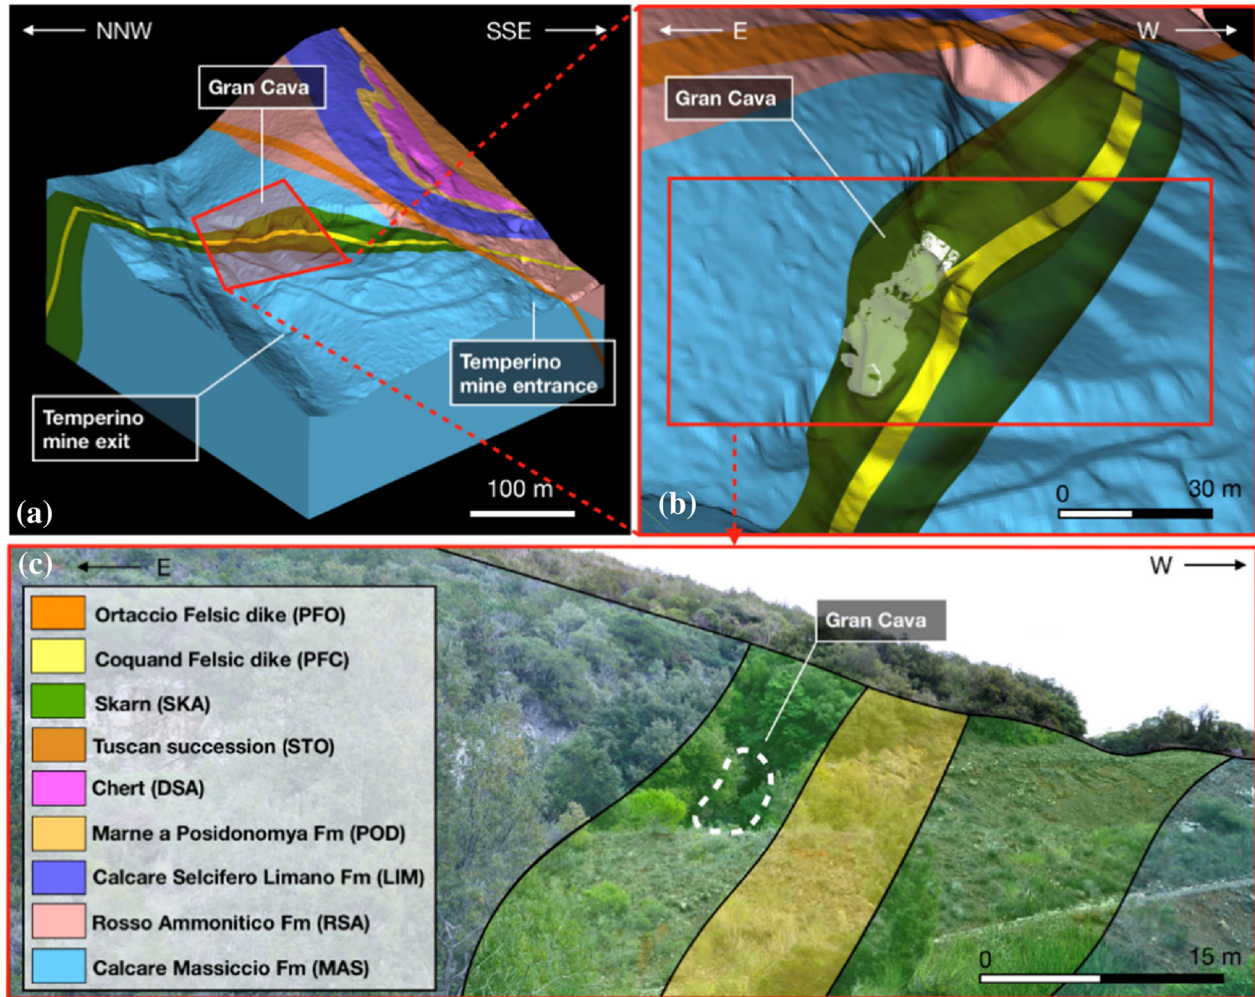 NNW
SSE
Gran Cava
Temperino
mine entrance
Temperino
mine exit
100 m
(a)
E
W
Gran Cava
0 30 m
(b)
(c)
E
W
Gran Cava
Ortaccio Felsic dike (PFO)
Coquand Felsic dike (PFC)
Skarn (SKA)
Tuscan succession (STO)
Chert (DSA)
Marne a Posidonomya Fm (POD)
Calcare Selcifero Limano Fm (LIM)
Rosso Ammonitico Fm (RSA)
Calcare Massiccio Fm (MAS)
0 15 m